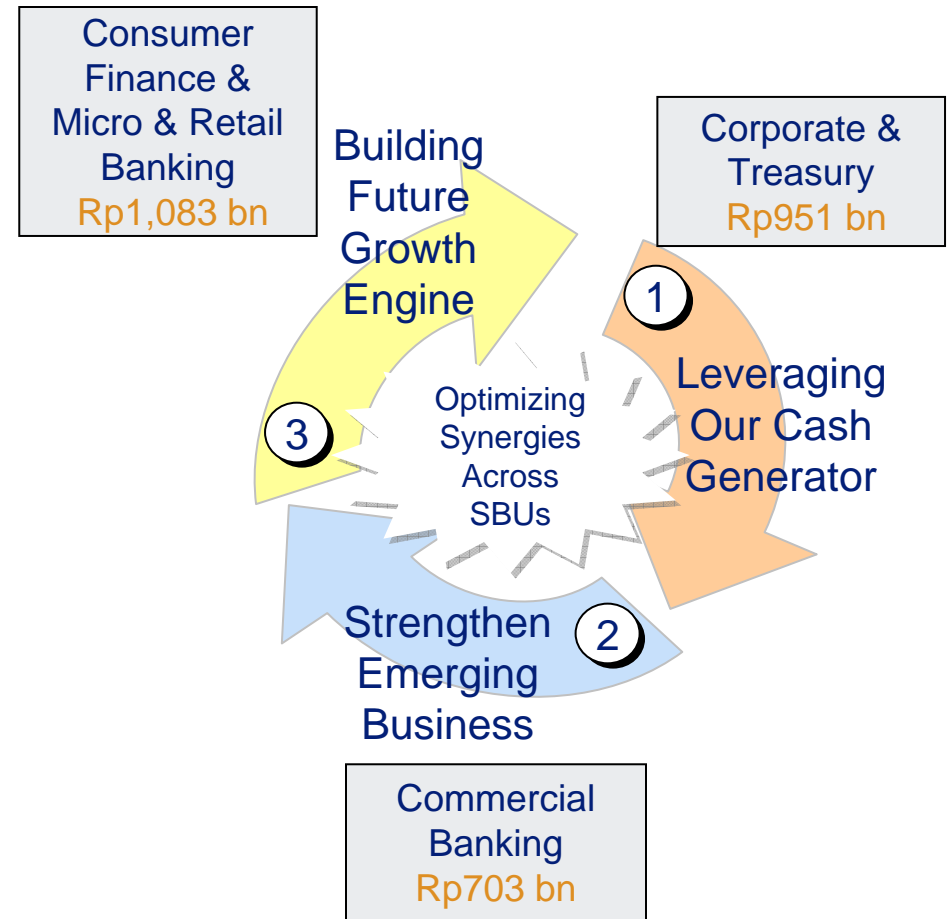 Consumer
Finance &
Micro & Retail
Banking
Rp1,083 bn
Corporate &
Treasury
Rp951 bn
Building
Future
Growth
Engine
1
Leveraging
Our Cash
Generator
3
Optimizing
Synergies
Across
SBUs
2
Strengthen
Emerging
Business
Commercial
Banking
Rp703 bn